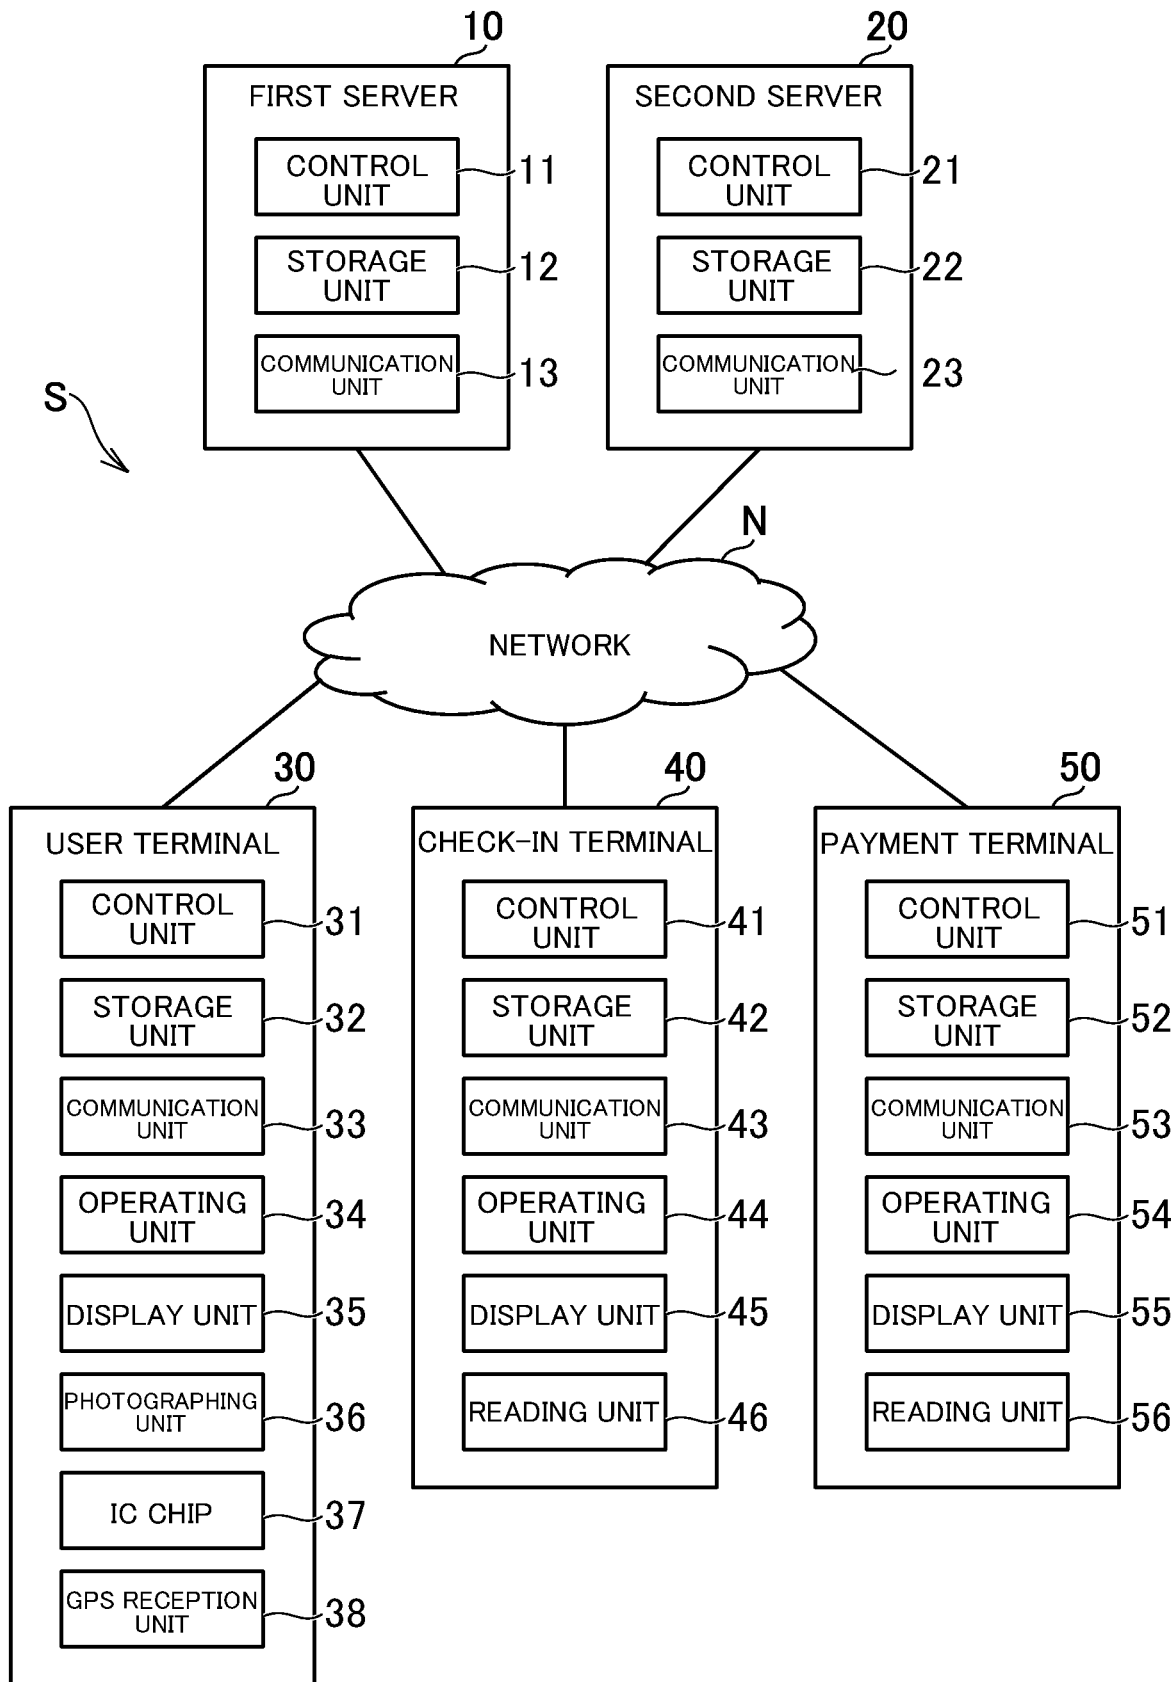 10
FIRST SERVER
CONTROL
UNIT
11
STORAGE
UNIT
12
COMMUNICATION
UNIT
13
20
SECOND SERVER
CONTROL
UNIT
21
STORAGE
UNIT
22
COMMUNICATION
UNIT
23
S
N
NETWORK
30
USER TERMINAL
CONTROL
UNIT
31
STORAGE
UNIT
32
COMMUNICATION
UNIT
33
OPERATING
UNIT
34
DISPLAY UNIT
35
PHOTOGRAPHING
UNIT
36
IC CHIP
37
GPS RECEPTION
UNIT
38
40
CHECK-IN TERMINAL
CONTROL
UNIT
41
STORAGE
UNIT
42
COMMUNICATION
UNIT
43
OPERATING
UNIT
44
DISPLAY UNIT
45
READING UNIT
46
50
PAYMENT TERMINAL
CONTROL
UNIT
51
STORAGE
UNIT
52
COMMUNICATION
UNIT
53
OPERATING
UNIT
54
DISPLAY UNIT
55
READING UNIT
56